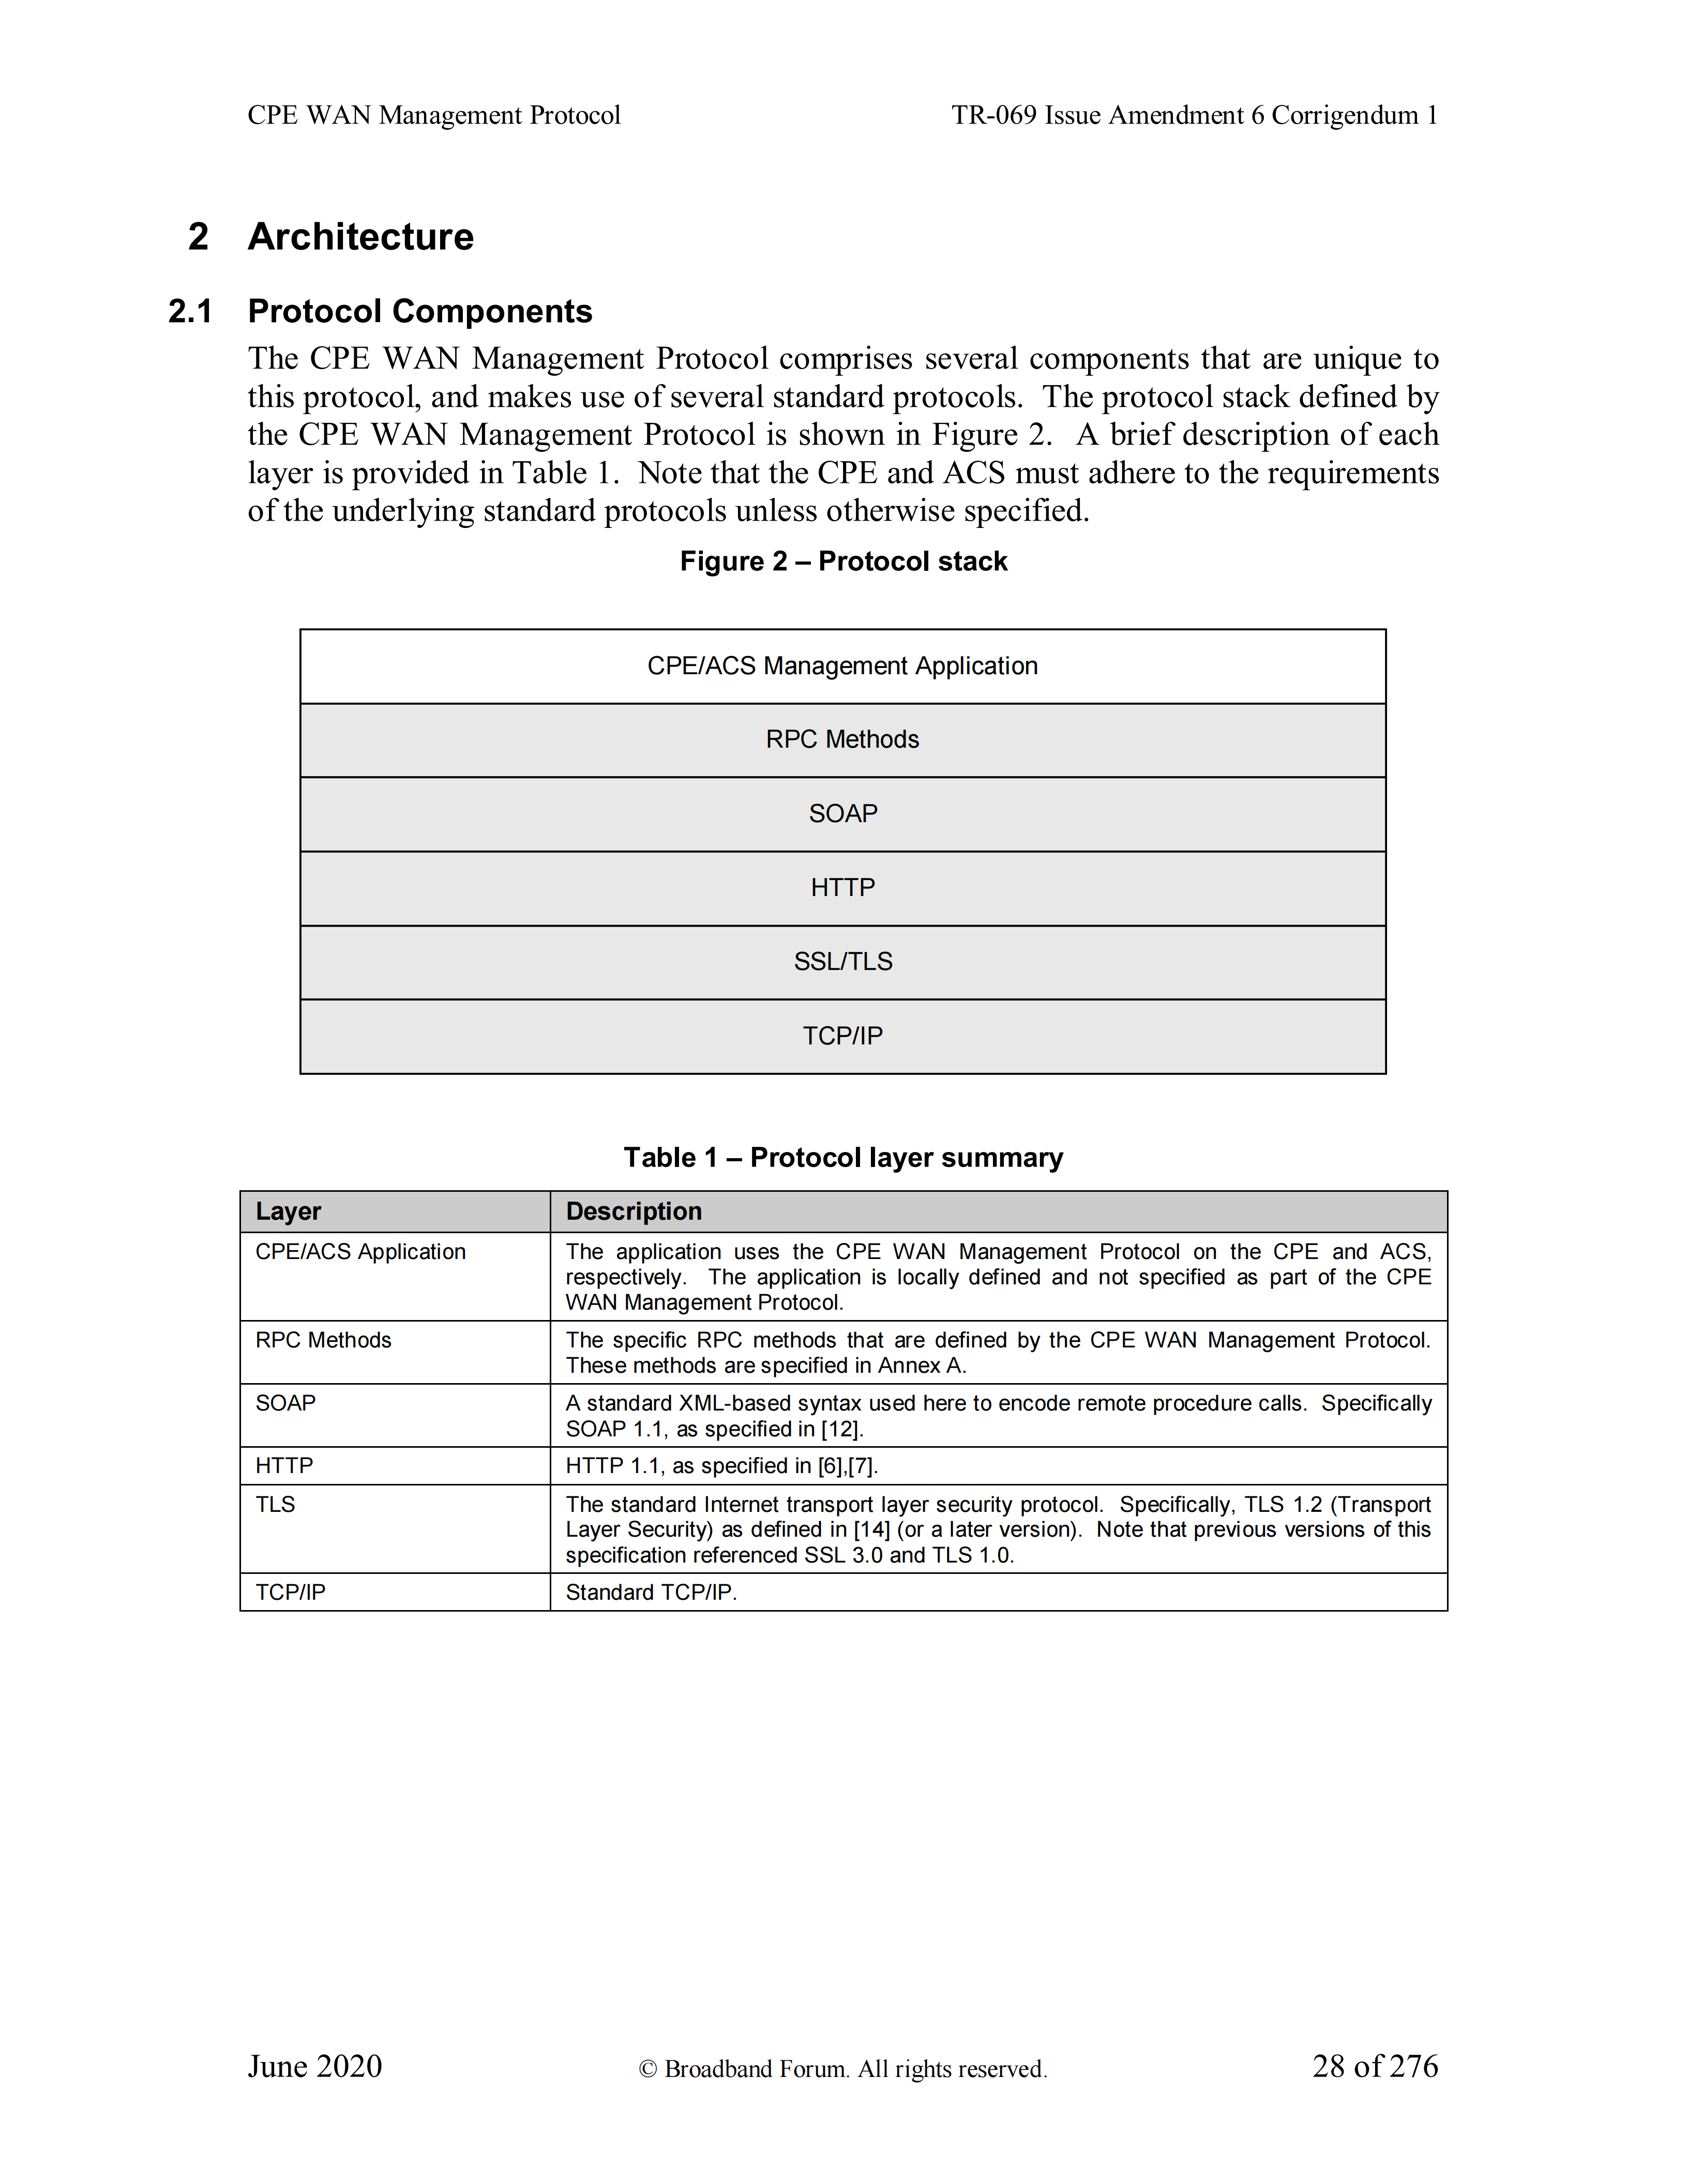 CPE WAN Management Protocol TR-069 Issue Amendment 6 Corrigendum 1
2 Architecture
2.1 Protocol Components
The CPE WAN Management Protocol comprises several components that are unique to
this protocol, and makes use of several standard protocols. The protocol stack defined by
the CPE WAN Management Protocol is shown in Figure 2. A brief description of each
layer is provided in Table 1. Note that the CPE and ACS must adhere to the requirements
of the underlying standard protocols unless otherwise specified.
Figure 2 – Protocol stack
CPE/ACS Management Application
RPC Methods
SOAP
HTTP
SSL/TLS
TCP/IP
Table 1 – Protocol layer summary
Layer Description
CPE/ACS Application The application uses the CPE WAN Management Protocol on the CPE and ACS,
respectively. The application is locally defined and not specified as part of the CPE
WAN Management Protocol.
RPC Methods The specific RPC methods that are defined by the CPE WAN Management Protocol.
These methods are specified in Annex A.
SOAP A standard XML-based syntax used here to encode remote procedure calls. Specifically
SOAP 1.1, as specified in [12].
HTTP HTTP 1.1, as specified in [6],[7].
TLS The standard Internet transport layer security protocol. Specifically, TLS 1.2 (Transport
Layer Security) as defined in [14] (or a later version). Note that previous versions of this
specification referenced SSL 3.0 and TLS 1.0.
TCP/IP Standard TCP/IP.
June 2020 © Broadband Forum. All rights reserved. 28 of 276